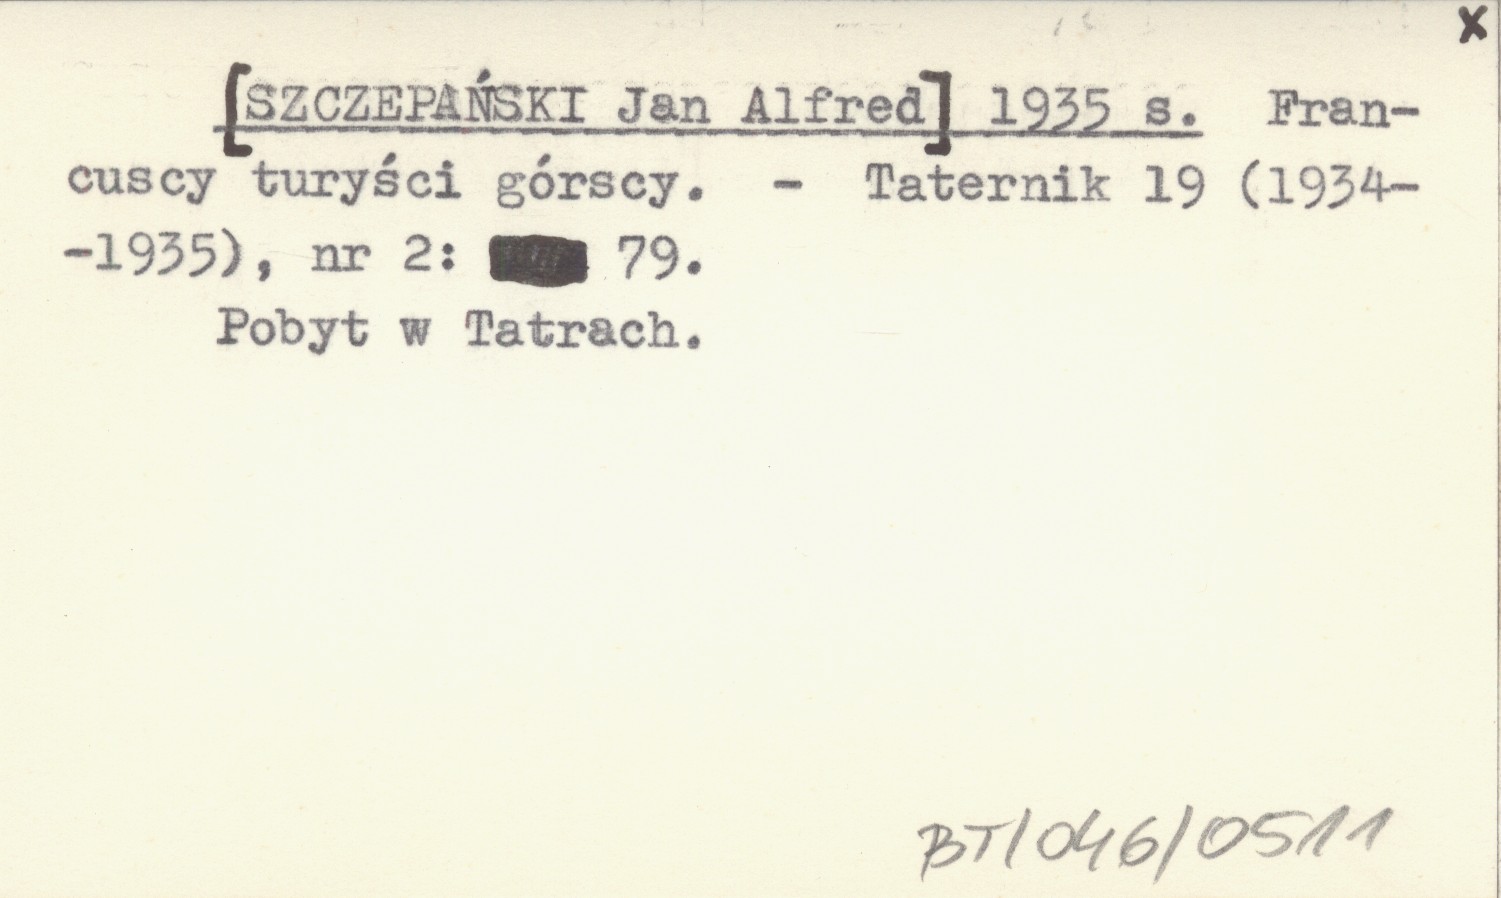 x
[SZCZEPAŃSKI Jan Alfred] 1935 s. Fran-
cuscy turyści górscy. - Taternik 19 (1934-
-1935), nr 2: 79.
Pobyt w Tatrach.
BT/046/0511